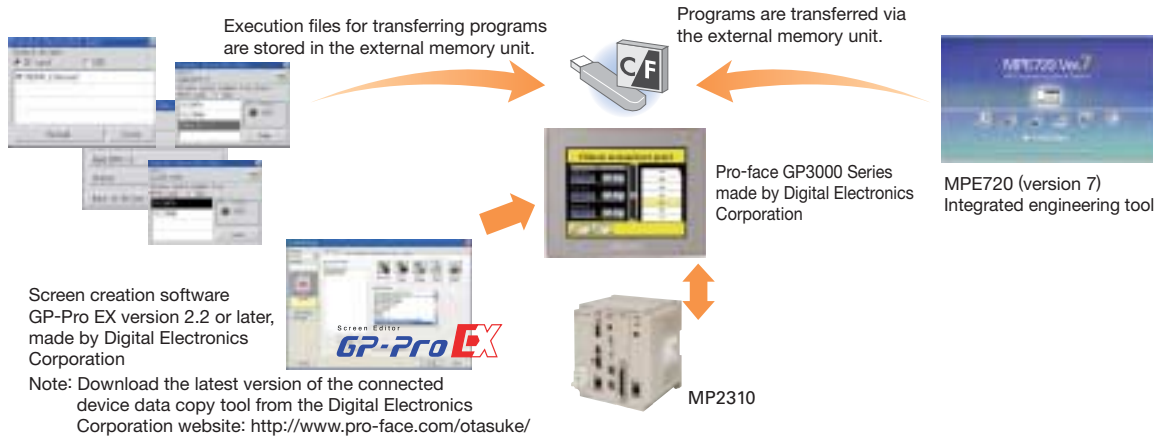 Execution files for transferring programs
are stored in the external memory unit.
Programs are transferred via
the external memory unit.
C/F
MPE720 Ver.7
Pro-face GP3000 Series
made by Digital Electronics
Corporation
MPE720 (version 7)
Integrated engineering tool
Screen creation software
GP-Pro EX version 2.2 or later,
made by Digital Electronics
Corporation
Screen Editor
GP-Pro EX
MP2310
Note: Download the latest version of the connected
device data copy tool from the Digital Electronics
Corporation website: http://www.pro-face.com/otasuke/